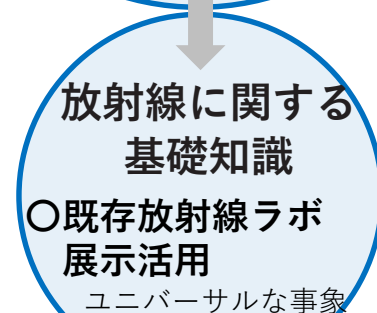 放射線に関する
基礎知識
〇既存放射線ラボ
展示活用
ユニバーサルな事象